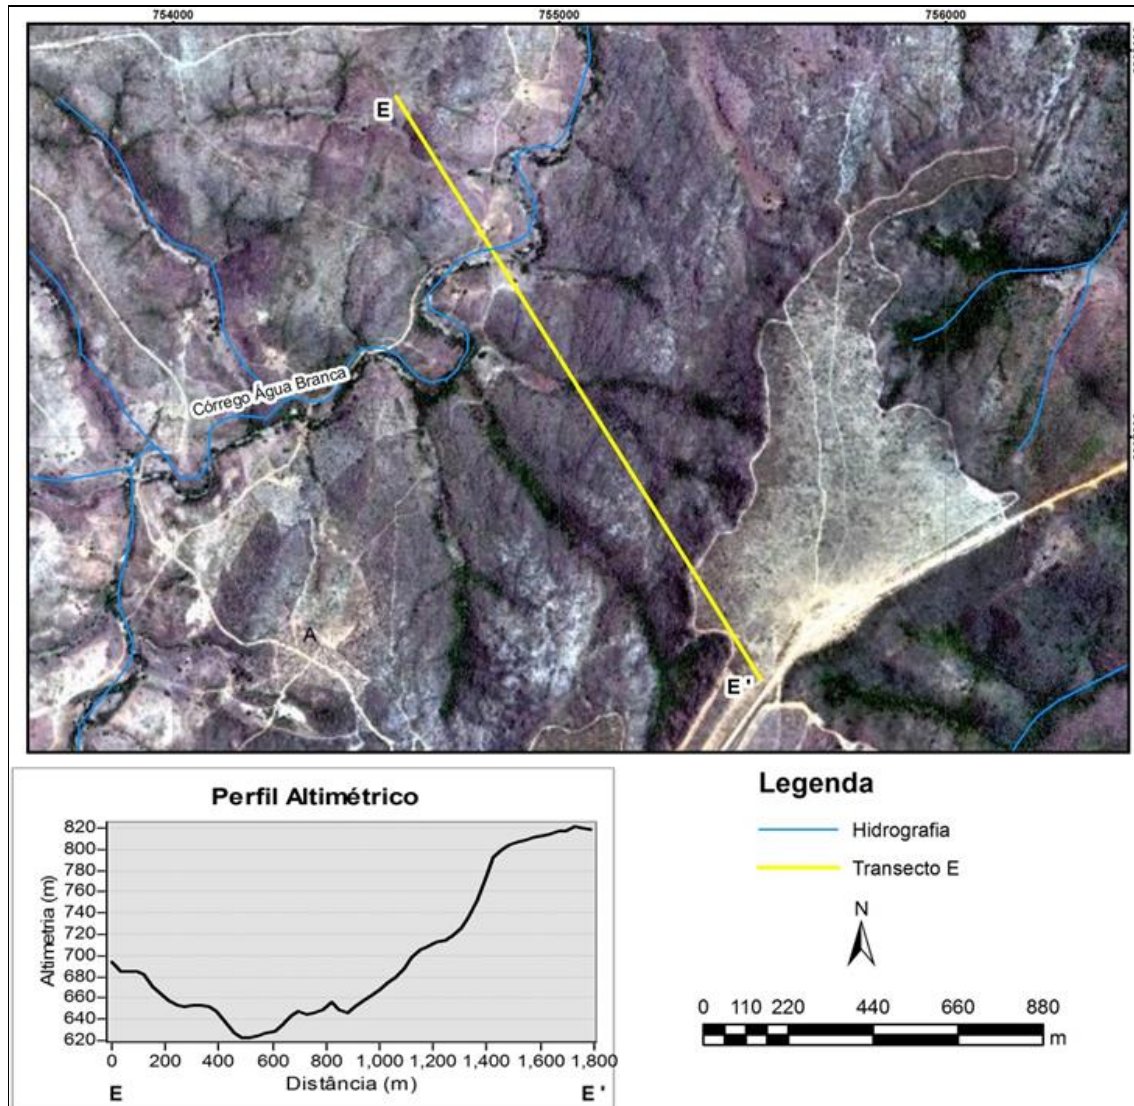 754000 755000 756000
E
Córrego Água Branca
A
E'
Perfil Altimétrico
Altimetria (m)
820
800
780
760
740
720
700
680
660
640
620
0 200 400 600 800 1,000 1,200 1,400 1,600 1,800
Distância (m)
E E'
Legenda
Hidrografia
Transecto E
N
0 110 220 440 660 880
m